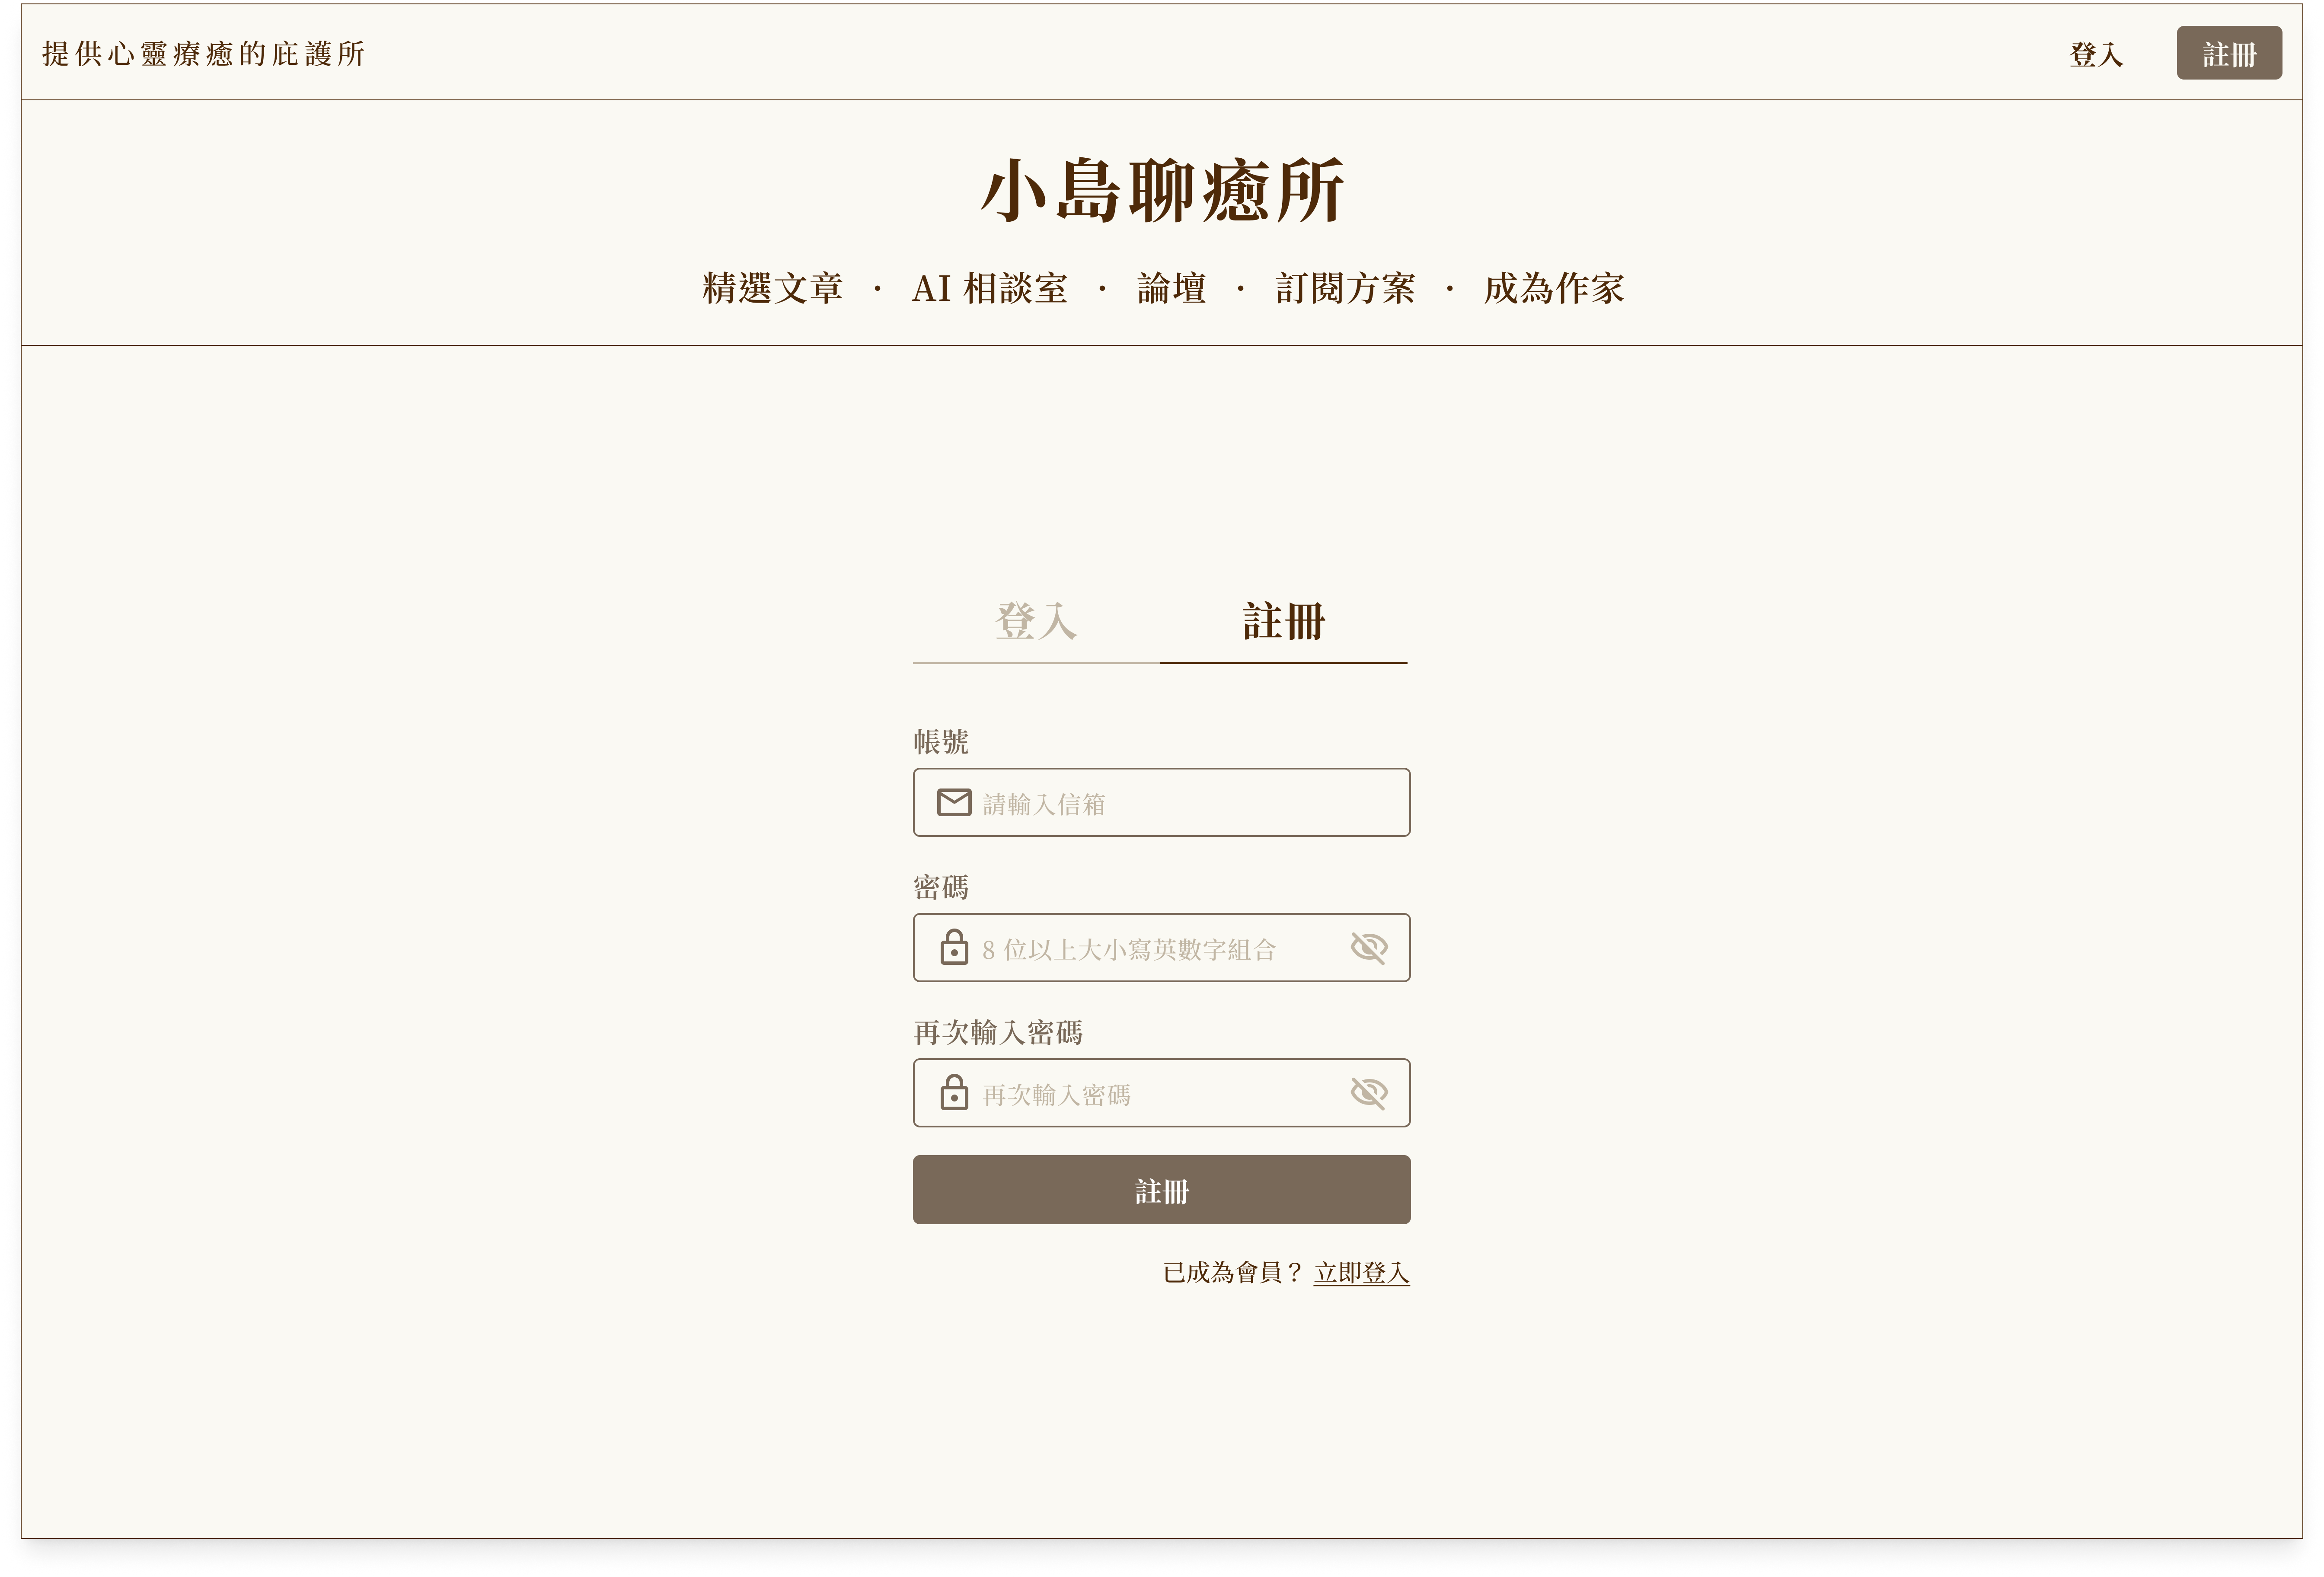 提供心靈療癒的庇護所
登入 註冊
小島聊癒所
精選文章 · AI 相談室 · 論壇 · 訂閱方案 · 成為作家
登入 註冊
帳號
請輸入信箱
密碼
8 位以上大小寫英數字組合
再次輸入密碼
再次輸入密碼
註冊
已成為會員？ 立即登入